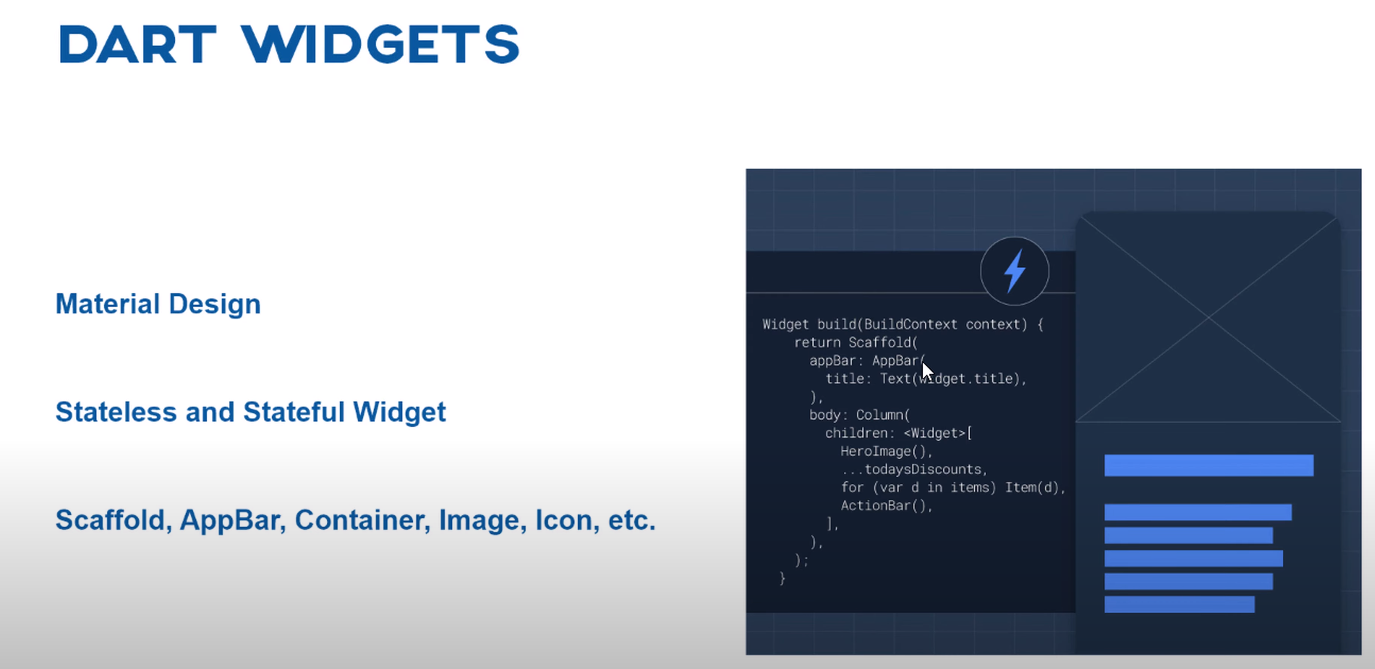 DART WIDGETS
Material Design
Stateless and Stateful Widget
Scaffold, AppBar, Container, Image, Icon, etc.
Widget build(BuildContext context) {
return Scaffold(
appBar: AppBar(
title: Text(widget.title),
),
body: Column(
children: <Widget>[
HeroImage(),
...todaysDiscounts,
for (var d in items) Item(d),
ActionBar(),
],
),
);
}